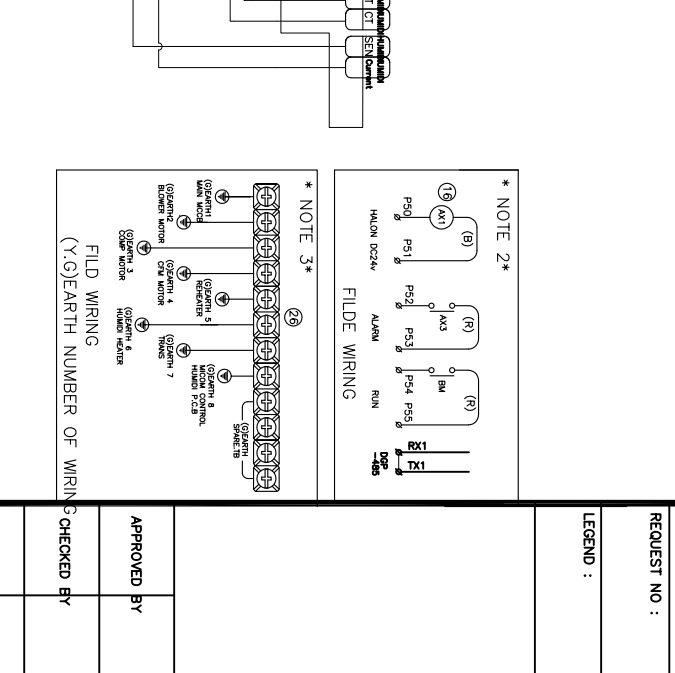 CT
SEN
Current
* NOTE 2*
16
AX1
(B)
P50
P51
HALON DC24v
(R)
AX3
P52
P53
ALARM
(R)
BM
P54
P55
RUN
RX1
TX1
DGP
-485
FILDE WIRING
* NOTE 3*
26
(G)EARTH1
MAIN MCCB
(G)EARTH2
BLOWER MOTOR
(G)EARTH 3
COMP MOTOR
(G)EARTH 4
CFM MOTOR
(G)EARTH 5
REHEATER
(G)EARTH 6
HUMIDI HEATER
(G)EARTH 7
TRANS
(G)EARTH 8
MICOM CONTROL
HUMIDI P.C.B
(G)EARTH
SPARE.TB
FILD WIRING
(Y.G)EARTH NUMBER OF WIRING
REQUEST NO :
LEGEND :
APPROVED BY
CHECKED BY